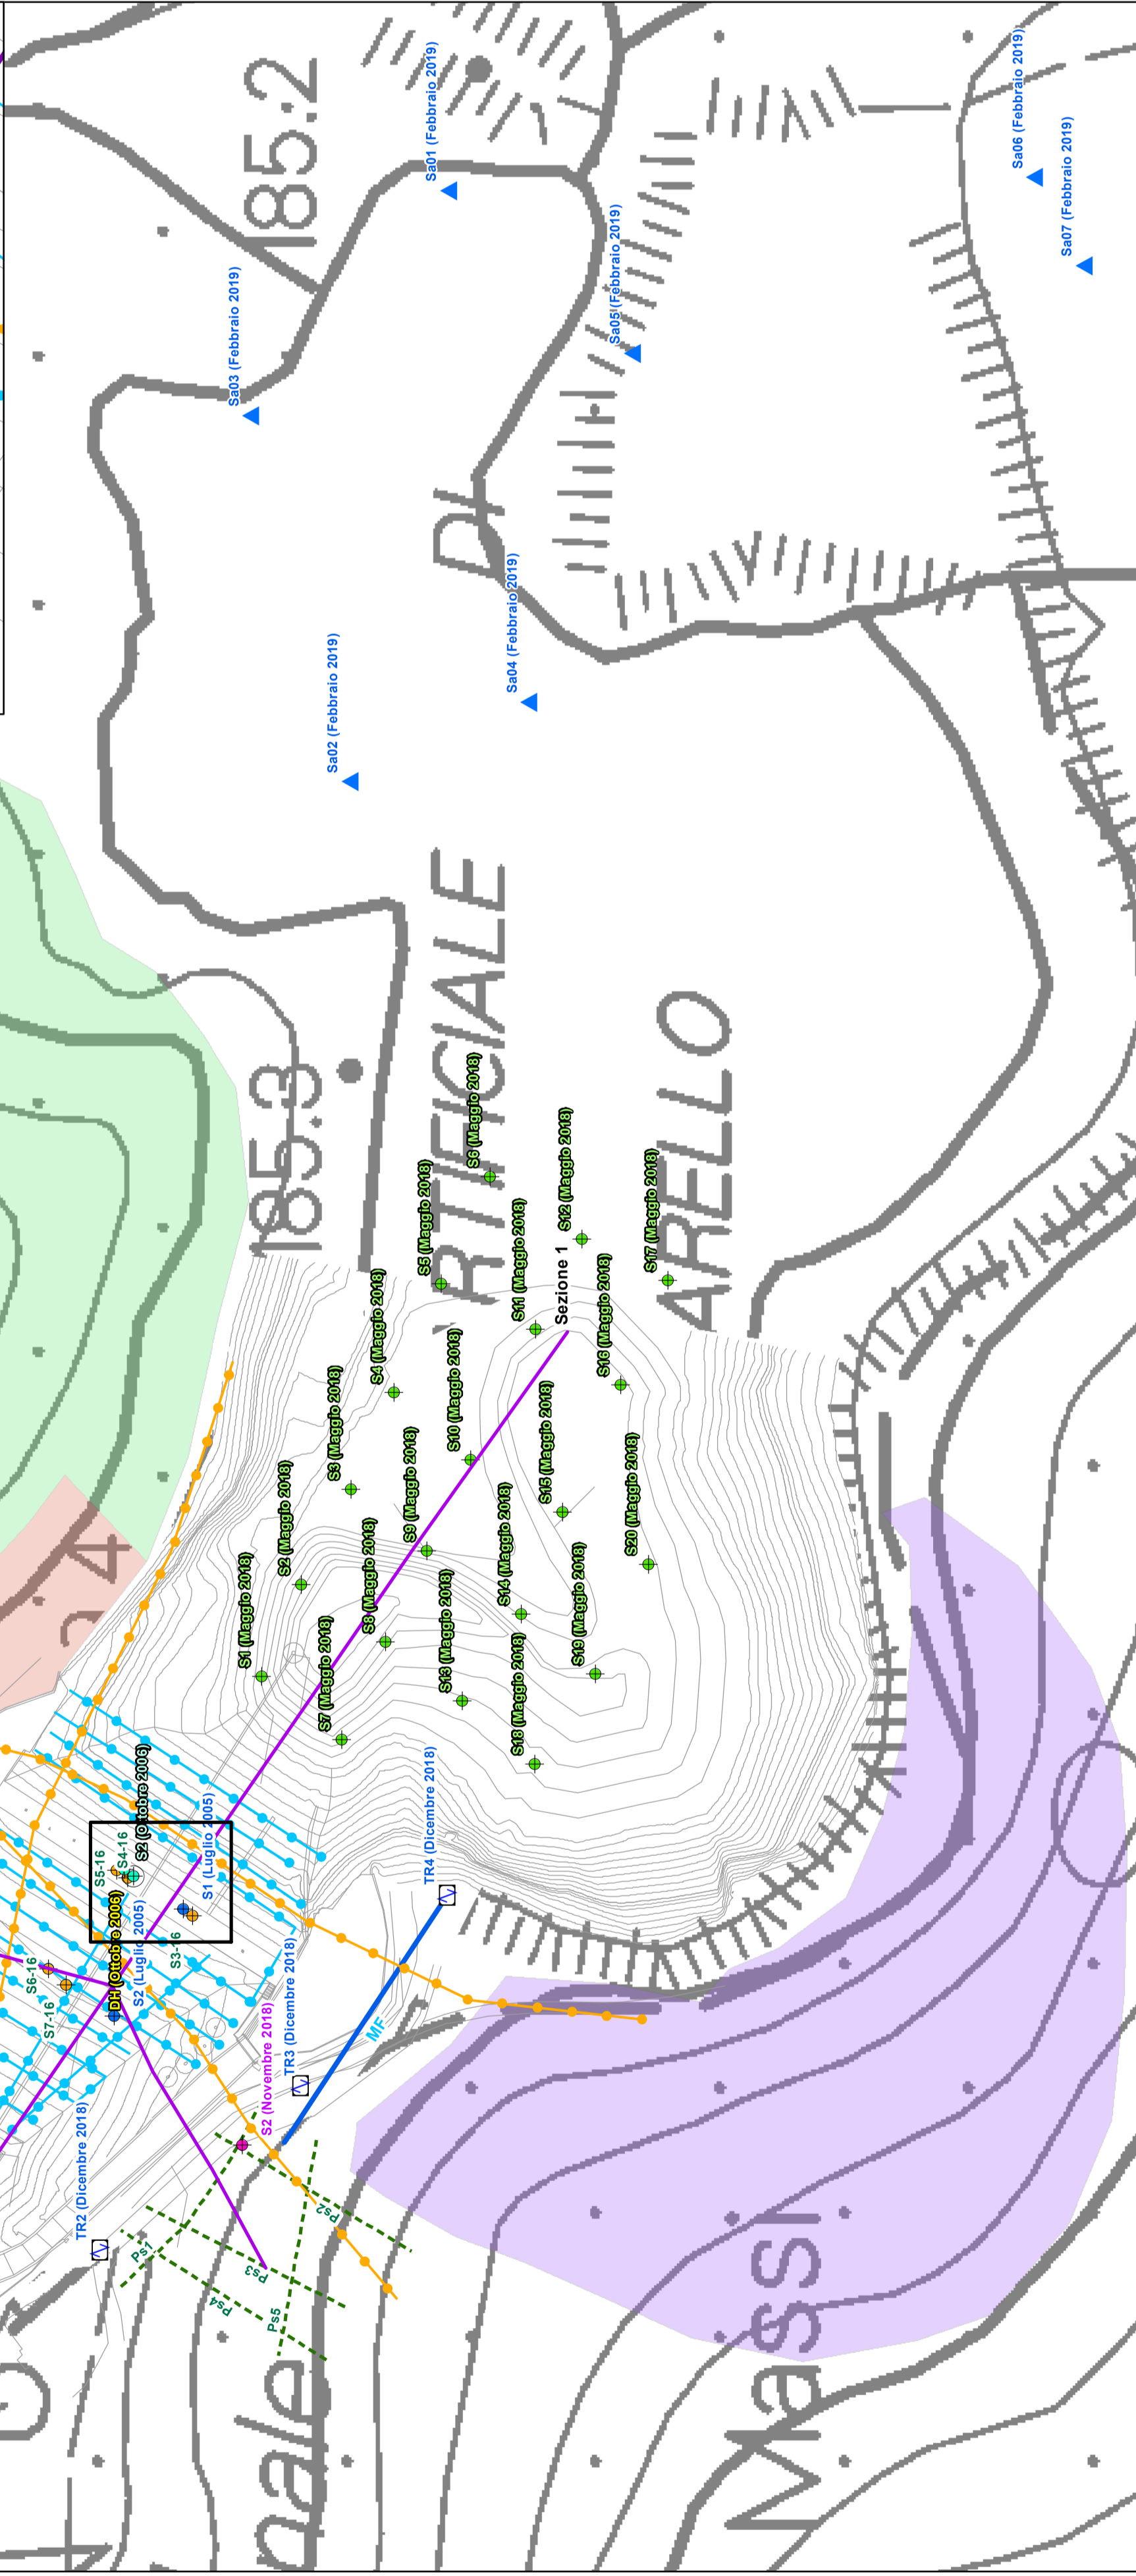 185.2
Sa01 (Febbraio 2019)
Sa06 (Febbraio 2019)
Sa07 (Febbraio 2019)
Sa03 (Febbraio 2019)
Sa05 (Febbraio 2019)
DI
Sa04 (Febbraio 2019)
Sa02 (Febbraio 2019)
RTIFICIALE
ARELLO
185.3
S6 (Maggio 2018)
S5 (Maggio 2018)
S12 (Maggio 2018)
S17 (Maggio 2018)
S11 (Maggio 2018)
Sezione 1
S4 (Maggio 2018)
S16 (Maggio 2018)
S10 (Maggio 2018)
S3 (Maggio 2018)
S15 (Maggio 2018)
S9 (Maggio 2018)
S20 (Maggio 2018)
S2 (Maggio 2018)
S14 (Maggio 2018)
S8 (Maggio 2018)
S19 (Maggio 2018)
S1 (Maggio 2018)
S13 (Maggio 2018)
S7 (Maggio 2018)
S18 (Maggio 2018)
S2 (Ottobre 2006)
S5-16
S4-16
S1 (Luglio 2005)
TR4 (Dicembre 2018)
DH (Ottobre 2006)
S2 (Luglio 2005)
S3-16
S6-16
S7-16
TR3 (Dicembre 2018)
MF
S2 (Novembre 2018)
TR2 (Dicembre 2018)
Ps1
Ps2
Ps3
Ps4
Ps5
nale
Massi